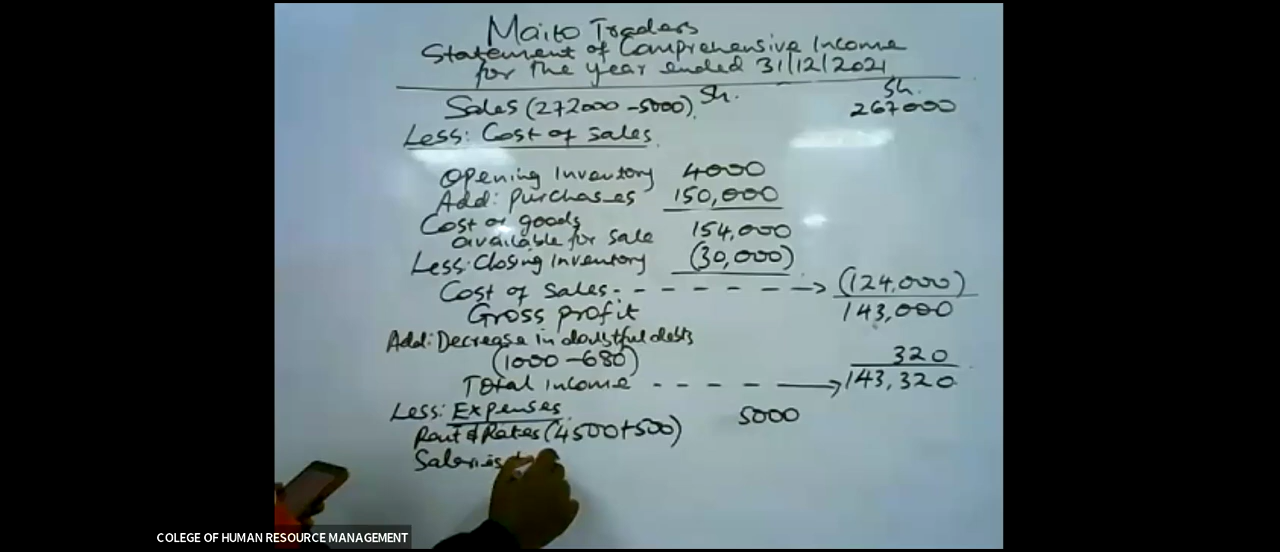 Maito Traders
Statement of Comprehensive Income
for the year ended 31/12/2021
Sh. Sh.
Sales (272000 - 5000) 267000
Less: Cost of Sales
Opening Inventory 4000
Add: Purchases 150,000
Cost of goods
available for sale 154,000
Less: Closing Inventory (30,000)
Cost of Sales: - - - - - - - → (124,000)
Gross profit 143,000
Add: Decrease in doubtful debts
(1000 - 680) 320
Total income - - - - → 143,320
Less: Expenses
Rent & Rates (4500+500) 5000
Salaries
COLEGE OF HUMAN RESOURCE MANAGEMENT